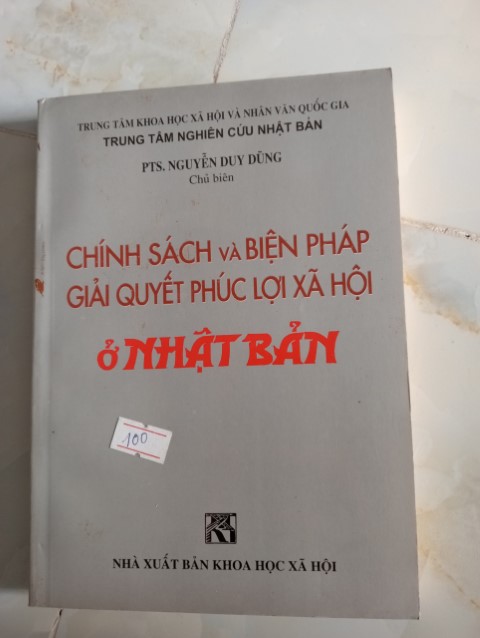 TRUNG TÂM KHOA HỌC XÃ HỘI VÀ NHÂN VĂN QUỐC GIA
TRUNG TÂM NGHIÊN CỨU NHẬT BẢN
PTS. NGUYỄN DUY DŨNG
Chủ biên
CHÍNH SÁCH VÀ BIỆN PHÁP
GIẢI QUYẾT PHÚC LỢI XÃ HỘI
Ở NHẬT BẢN
100
NHÀ XUẤT BẢN KHOA HỌC XÃ HỘI